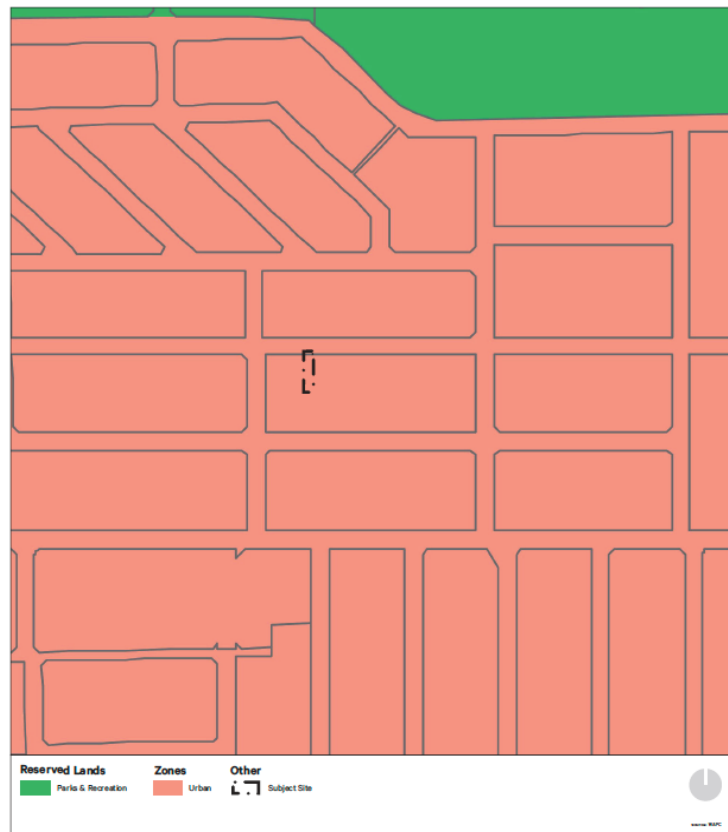 Reserved Lands
Parks & Recreation
Zones
Urban
Other
Subject Site